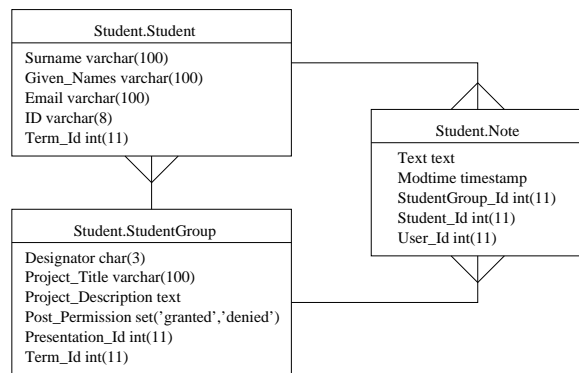 Student.Student
Surname varchar(100)
Given_Names varchar(100)
Email varchar(100)
ID varchar(8)
Term_Id int(11)
Student.Note
Text text
Modtime timestamp
StudentGroup_Id int(11)
Student_Id int(11)
User_Id int(11)
Student.StudentGroup
Designator char(3)
Project_Title varchar(100)
Project_Description text
Post_Permission set('granted','denied')
Presentation_Id int(11)
Term_Id int(11)